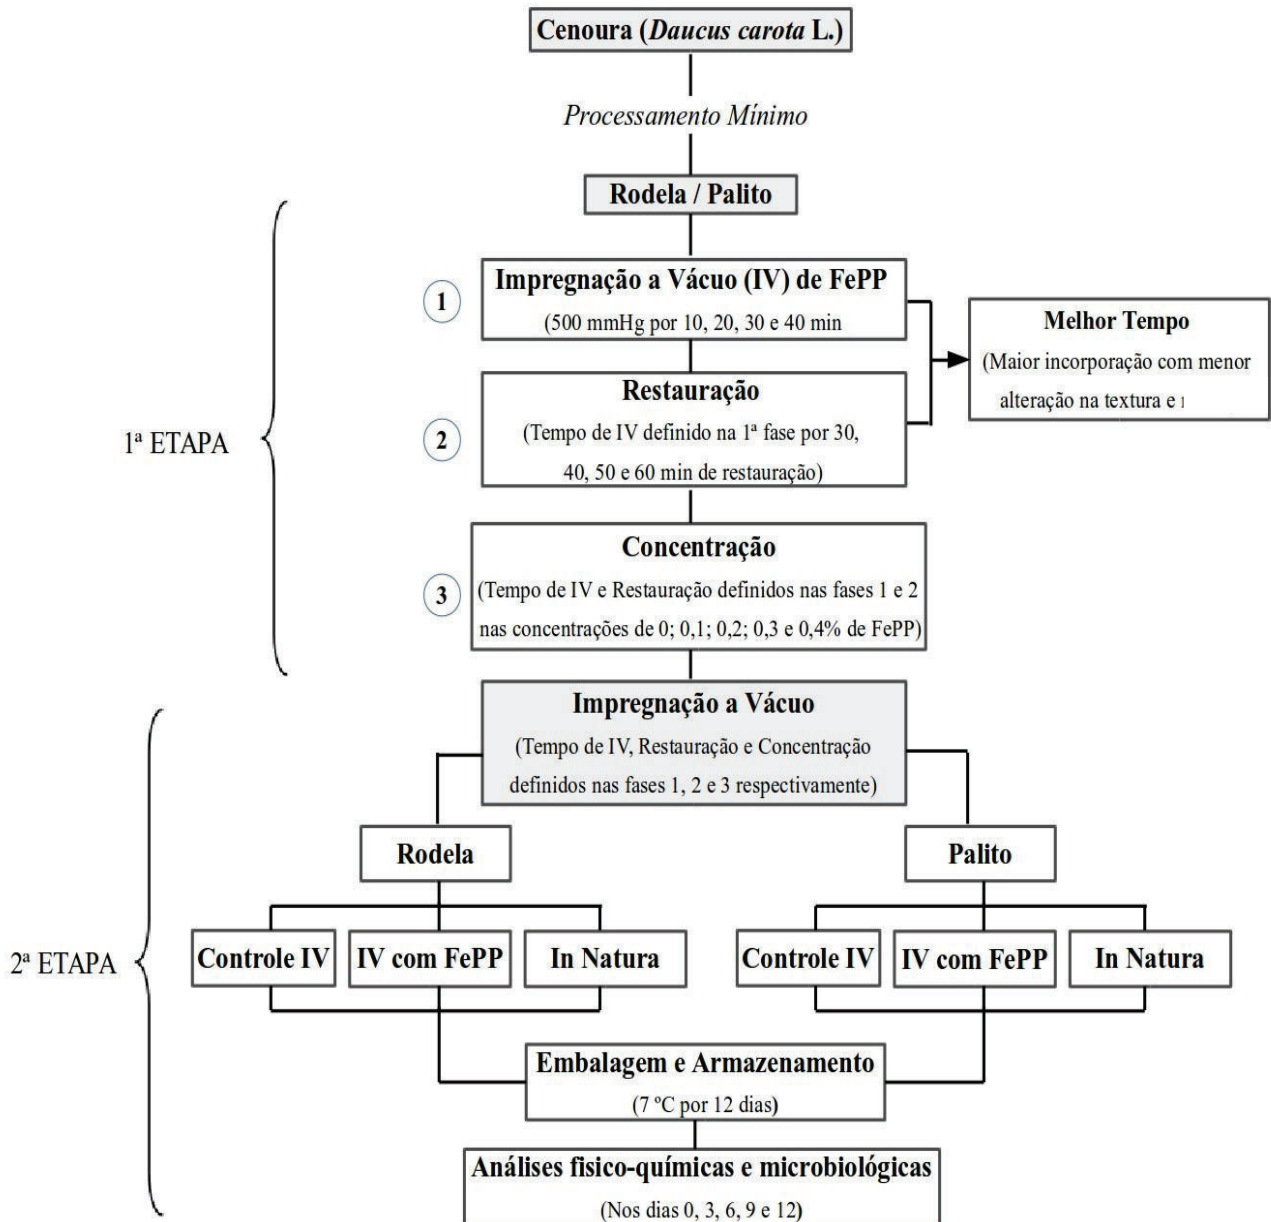 Cenoura (Daucus carota L.)
Processamento Mínimo
Rodela / Palito
1ª ETAPA
1
Impregnação a Vácuo (IV) de FePP
(500 mmHg por 10, 20, 30 e 40 min
Melhor Tempo
(Maior incorporação com menor
alteração na textura e
2
Restauração
(Tempo de IV definido na 1ª fase por 30,
40, 50 e 60 min de restauração)
3
Concentração
(Tempo de IV e Restauração definidos nas fases 1 e 2
nas concentrações de 0; 0,1; 0,2; 0,3 e 0,4% de FePP)
2ª ETAPA
Impregnação a Vácuo
(Tempo de IV, Restauração e Concentração
definidos nas fases 1, 2 e 3 respectivamente)
Rodela
Palito
Controle IV
IV com FePP
In Natura
Controle IV
IV com FePP
In Natura
Embalagem e Armazenamento
(7 ºC por 12 dias)
Análises fisico-químicas e microbiológicas
(Nos dias 0, 3, 6, 9 e 12)